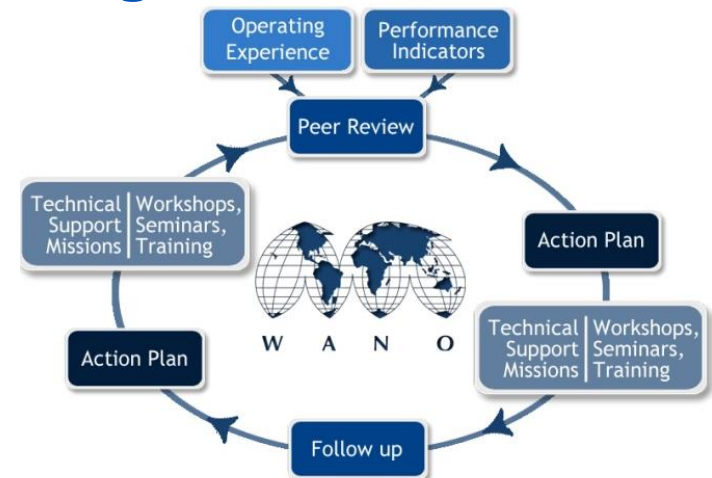 Operating
Experience
Performance
Indicators
Peer Review
Technical
Support
Missions
Workshops,
Seminars,
Training
Action Plan
Technical
Support
Missions
Workshops,
Seminars,
Training
Action Plan
W A N O
Follow up